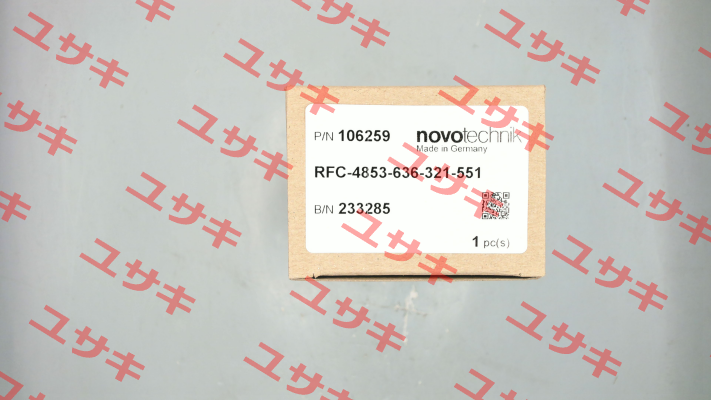 P/N 106259 novotechnik
Made in Germany
RFC-4853-636-321-551
B/N 233285
1 pc(s)
ユサキ